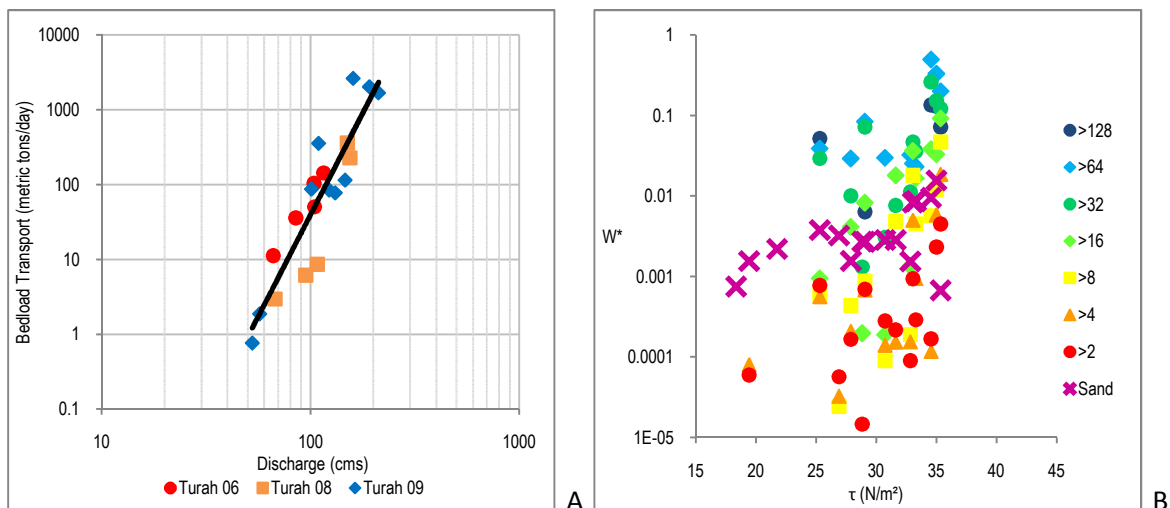 Bedload Transport (metric tons/day)
10000
1000
100
10
1
0.1
10
100
1000
Discharge (cms)
Turah 06
Turah 08
Turah 09
A
W*
1
0.1
0.01
0.001
0.0001
1E-05
15
20
25
30
35
40
45
τ (N/m²)
>128
>64
>32
>16
>8
>4
>2
Sand
B